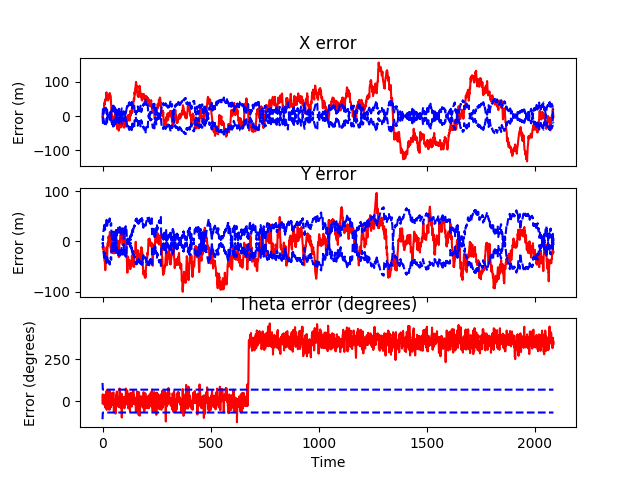 X error
Error (m)
100
0
−100
Y error
Error (m)
100
0
−100
Theta error (degrees)
Error (degrees)
250
0
0
500
1000
1500
2000
Time